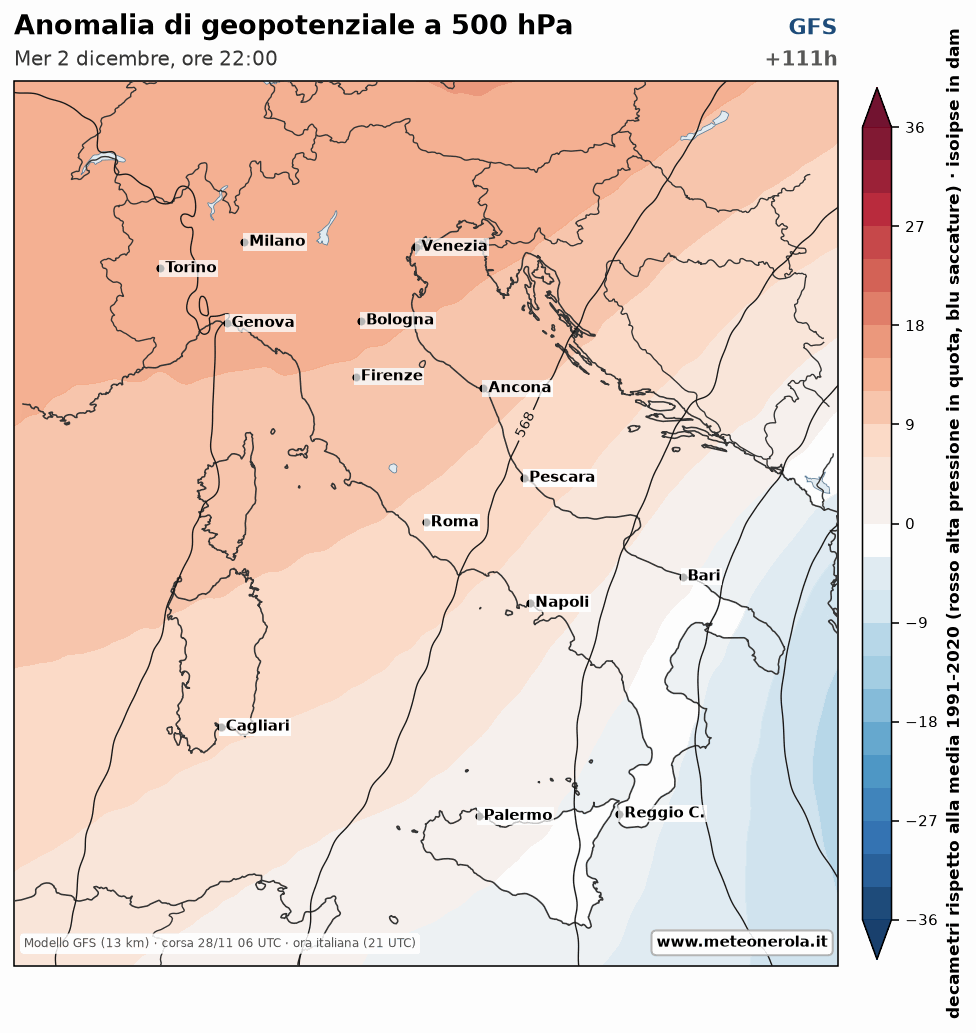 Anomalia di geopotenziale a 500 hPa
GFS
Mer 2 dicembre, ore 22:00
+111h
Milano
Venezia
Torino
Genova
Bologna
Firenze
Ancona
568
Pescara
Roma
Bari
Napoli
Cagliari
Palermo
Reggio C.
Modello GFS (13 km) · corsa 28/11 06 UTC · ora italiana (21 UTC)
www.meteonerola.it
36
27
18
9
0
−9
−18
−27
−36
decametri rispetto alla media 1991-2020 (rosso alta pressione in quota, blu saccature) · isoipse in dam